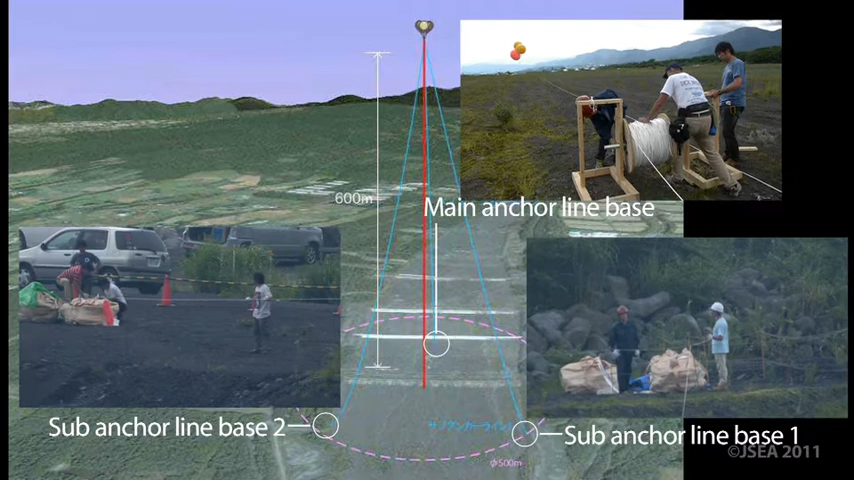 600m
Main anchor line base
Sub anchor line base 2
Sub anchor line base 1
φ500m
©JSEA 2011